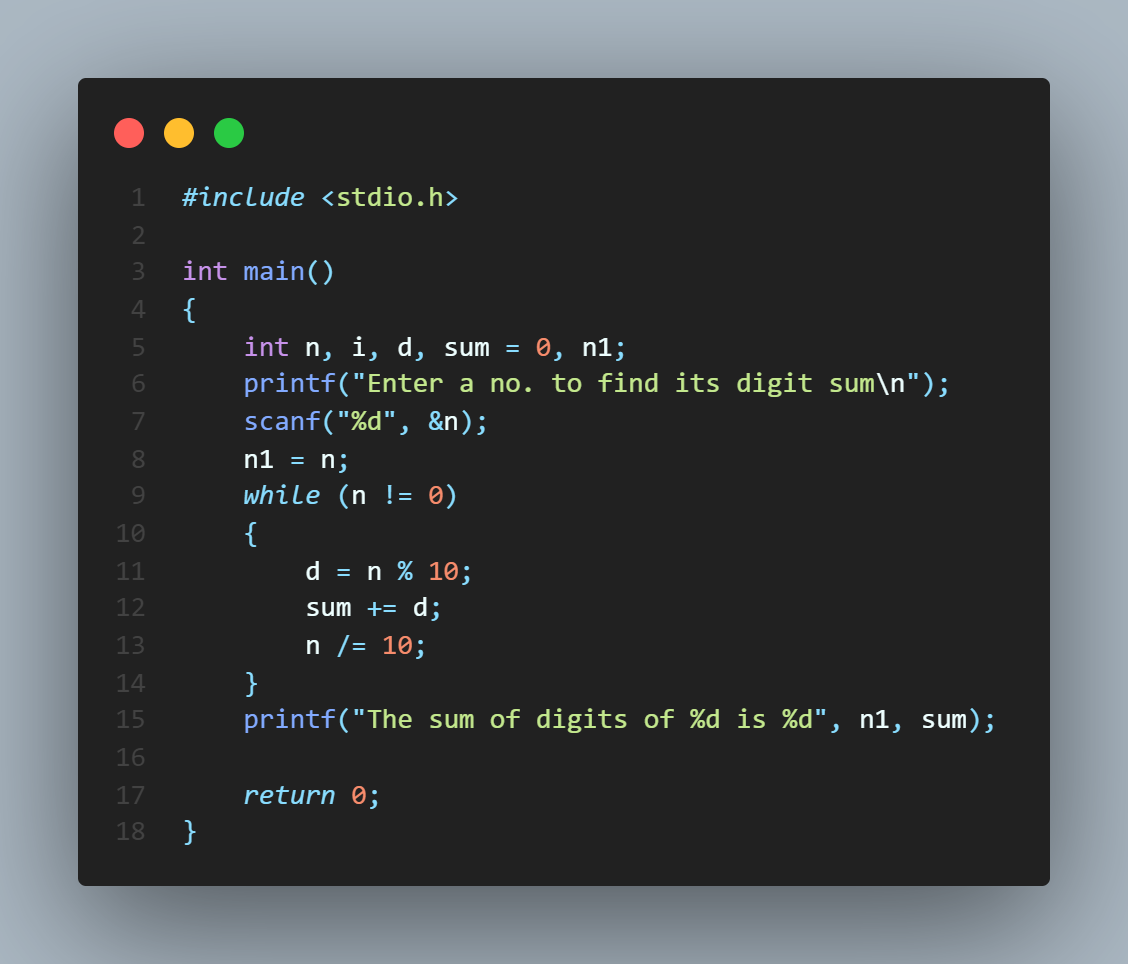 1 #include <stdio.h>
2
3 int main()
4 {
5     int n, i, d, sum = 0, n1;
6     printf("Enter a no. to find its digit sum\n");
7     scanf("%d", &n);
8     n1 = n;
9     while (n != 0)
10     {
11         d = n % 10;
12         sum += d;
13         n /= 10;
14     }
15     printf("The sum of digits of %d is %d", n1, sum);
16
17     return 0;
18 }